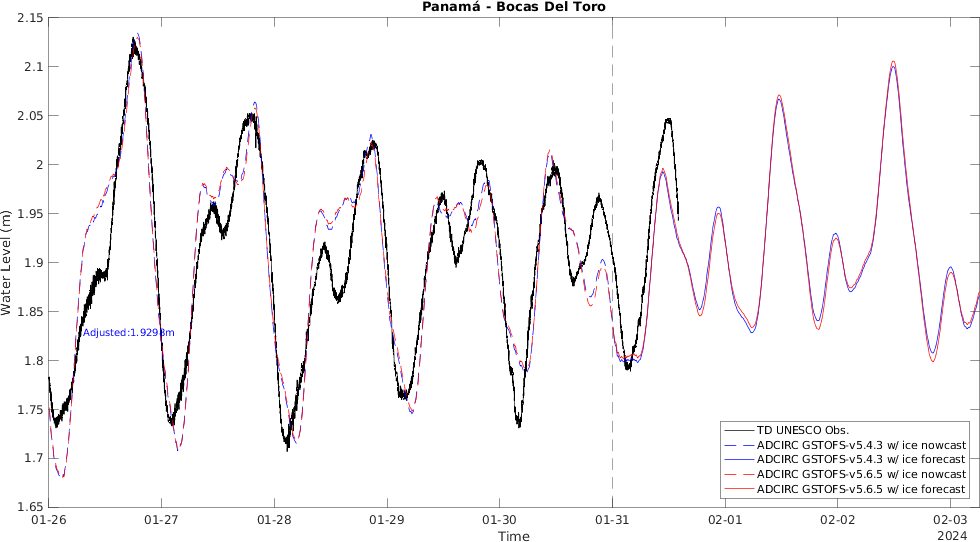 Panamá - Bocas Del Toro
2.15
2.1
2.05
2
1.95
1.9
1.85
1.8
1.75
1.7
1.65
Water Level (m)
Adjusted:1.9298m
TD UNESCO Obs.
ADCIRC GSTOFS-v5.4.3 w/ ice nowcast
ADCIRC GSTOFS-v5.4.3 w/ ice forecast
ADCIRC GSTOFS-v5.6.5 w/ ice nowcast
ADCIRC GSTOFS-v5.6.5 w/ ice forecast
01-26 01-27 01-28 01-29 01-30 01-31 02-01 02-02 02-03
Time 2024